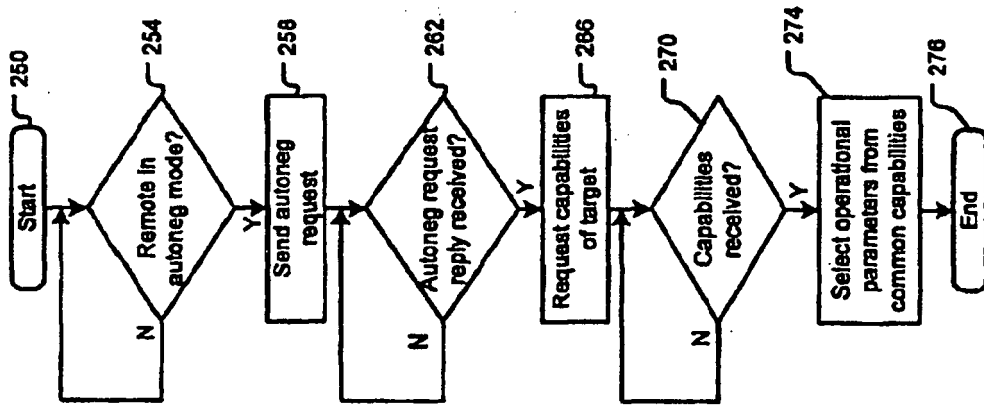 Start
250
Remote in
autoneg mode?
254
N
Y
Send autoneg
request
258
Autoneg request
reply received?
262
N
Y
Request capabilities
of target
266
Capabilities
received?
270
N
Y
Select operational
parameters from
common capabilities
274
End
276